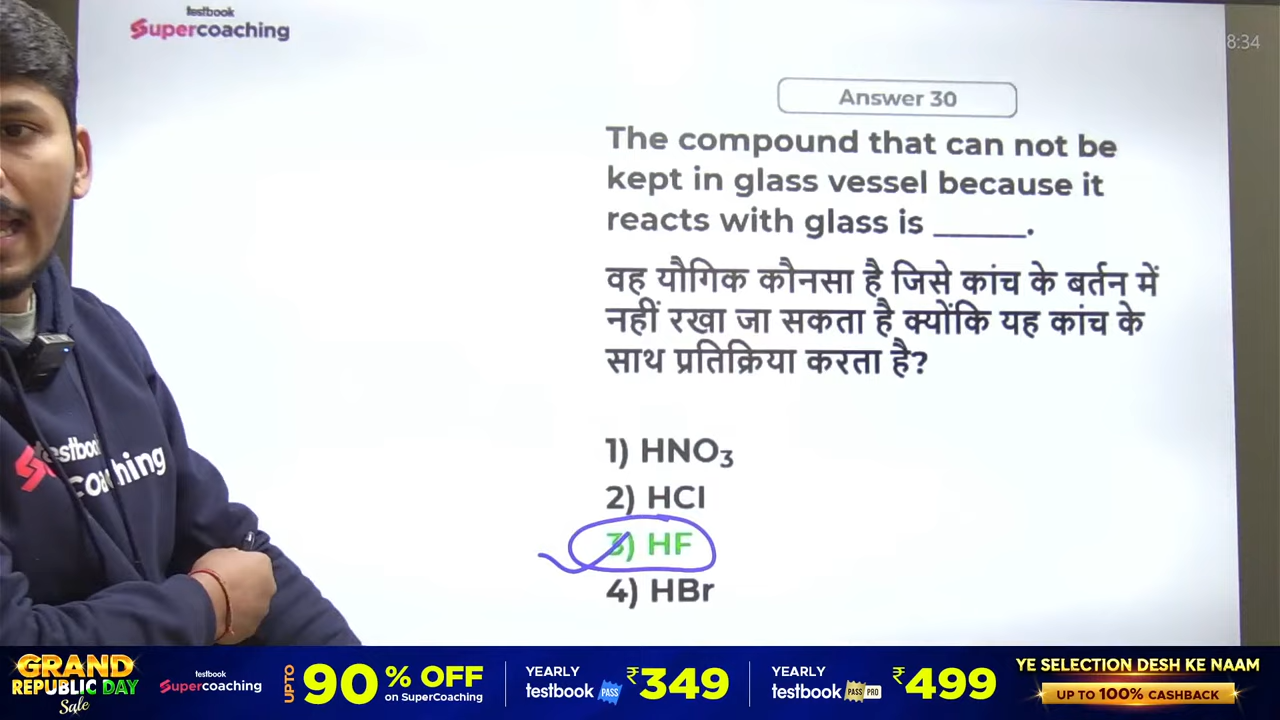 testbook
Supercoaching
8:34
Answer 30
The compound that can not be
kept in glass vessel because it
reacts with glass is ______.
वह यौगिक कौनसा है जिसे कांच के बर्तन में
नहीं रखा जा सकता है क्योंकि यह कांच के
साथ प्रतिक्रिया करता है?
1) HNO₃
2) HCl
3) HF
4) HBr
testbook
coaching
GRAND
REPUBLIC DAY
Sale
testbook
Supercoaching
UPTO 90% OFF
on SuperCoaching
YEARLY
testbook PASS
₹349
YEARLY
testbook PASS PRO
₹499
YE SELECTION DESH KE NAAM
UP TO 100% CASHBACK